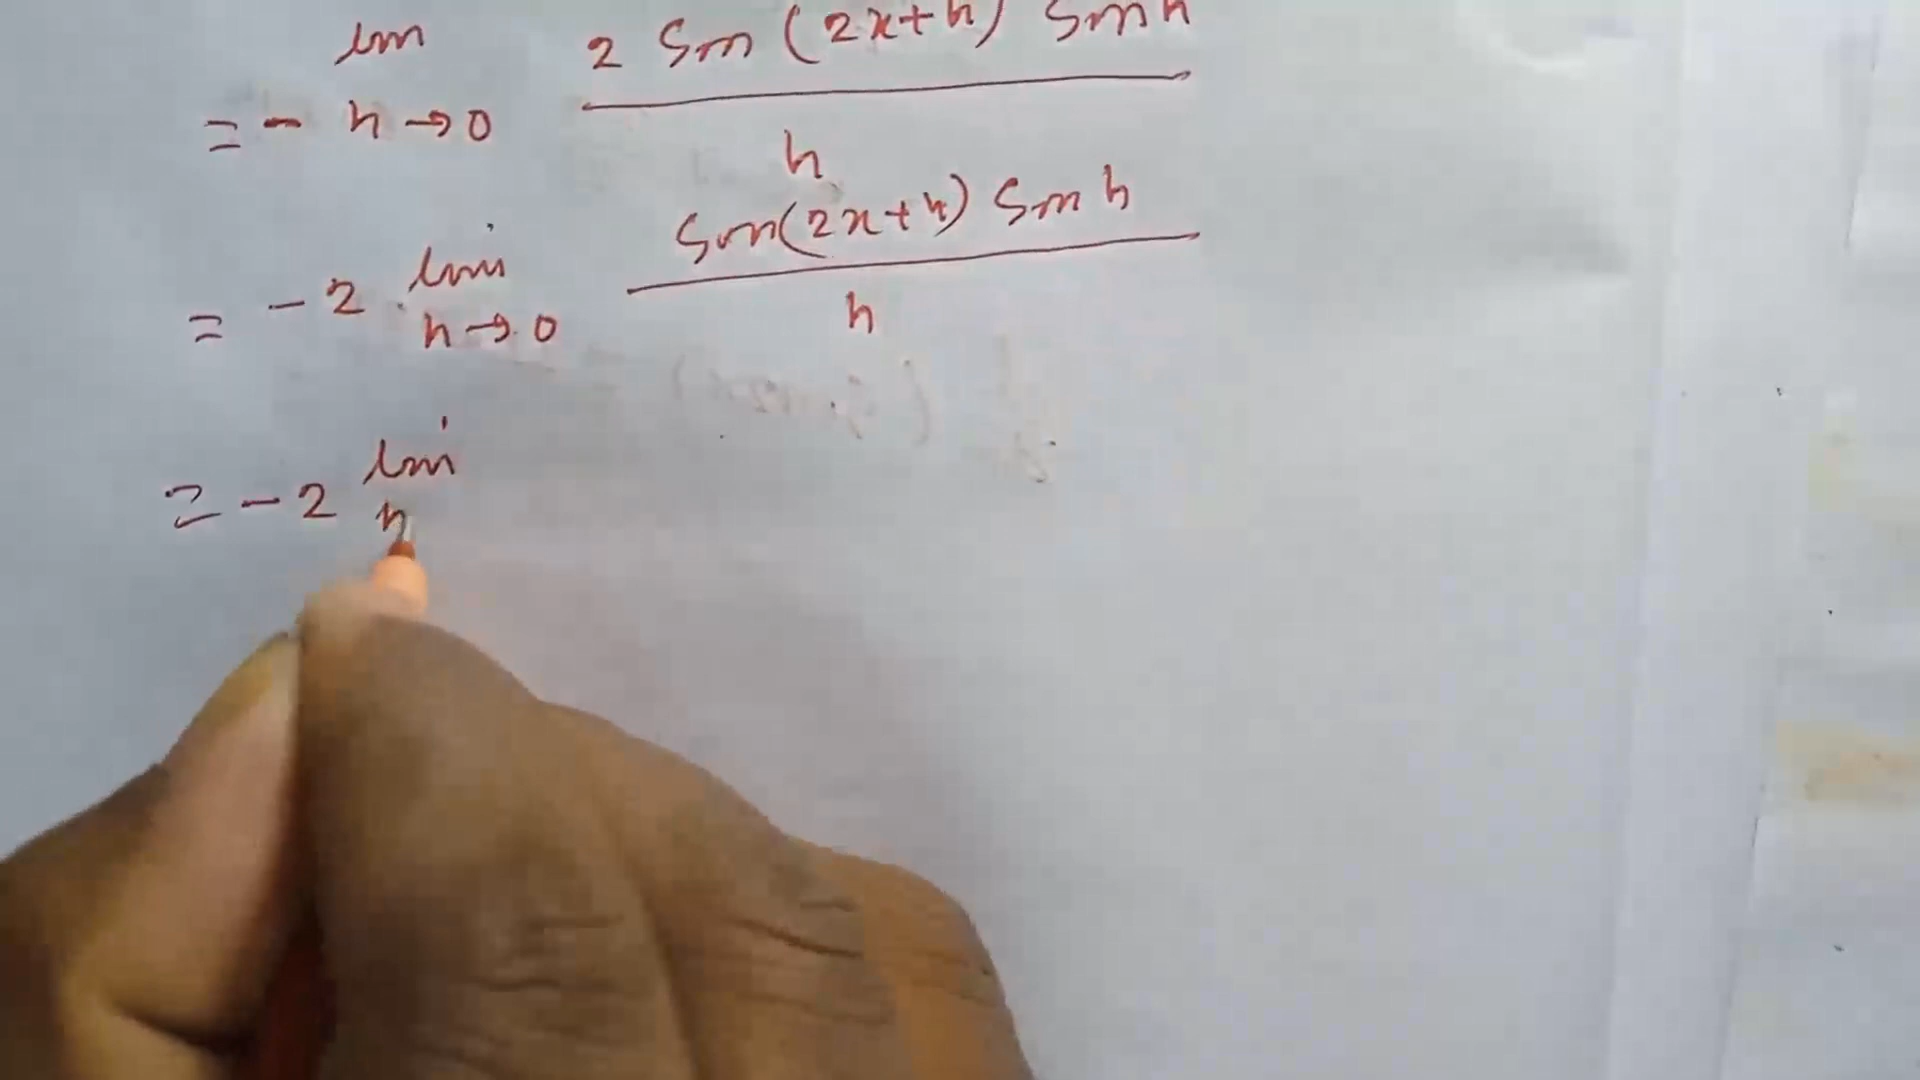 lim 2 Sin (2x+h) Sin h
= - h→0 h
= -2 lim h→0 Sin(2x+h) Sin h
h
= -2 lim
h